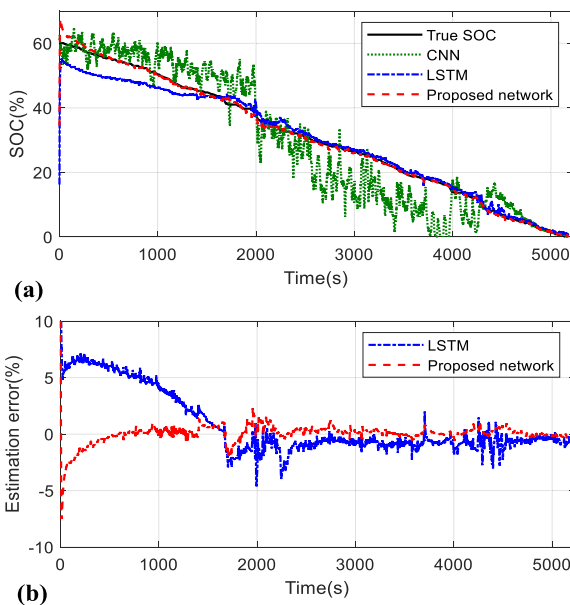 60
40
20
0
SOC(%)
True SOC
CNN
LSTM
Proposed network
0 1000 2000 3000 4000 5000
Time(s)
(a)
10
5
0
-5
-10
Estimation error(%)
LSTM
Proposed network
0 1000 2000 3000 4000 5000
Time(s)
(b)